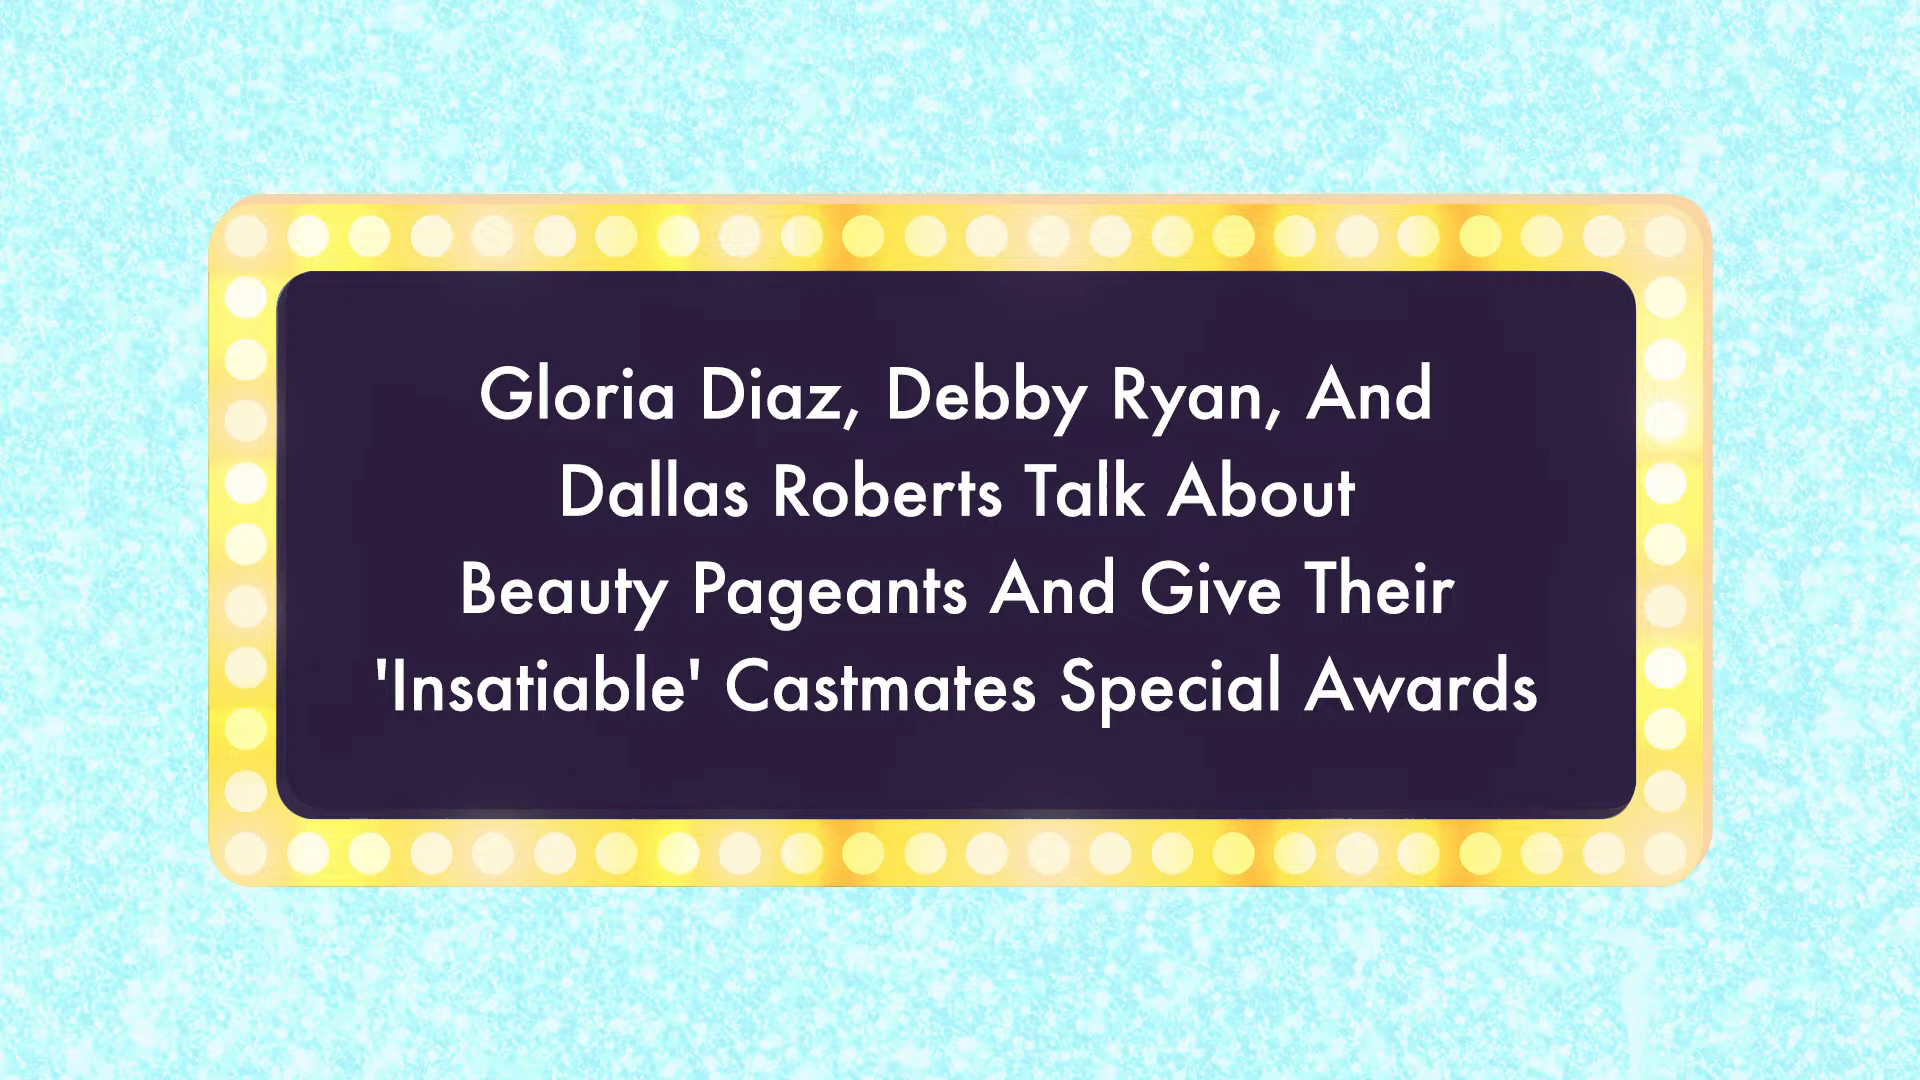 Gloria Diaz, Debby Ryan, And
Dallas Roberts Talk About
Beauty Pageants And Give Their
'Insatiable' Castmates Special Awards